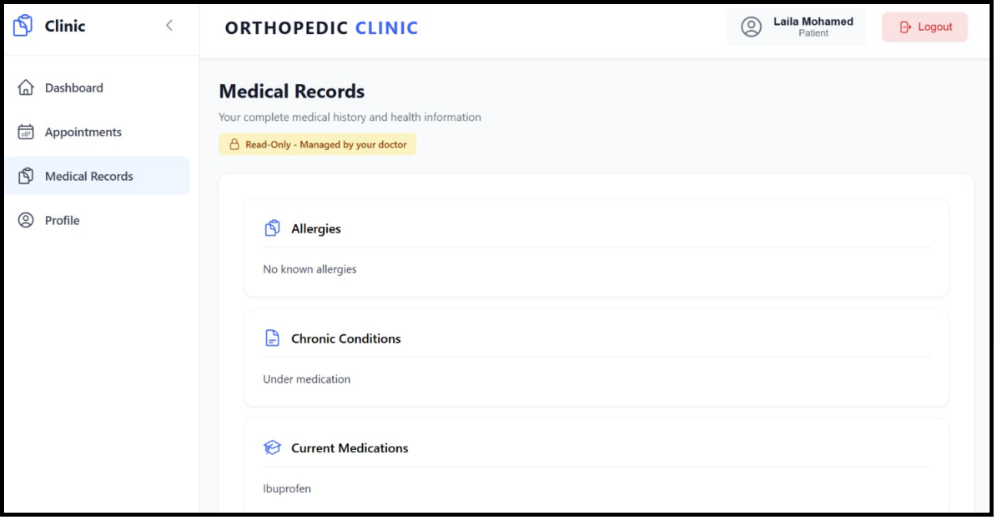 Clinic
ORTHOPEDIC CLINIC
Laila Mohamed
Patient
Logout
Dashboard
Appointments
Medical Records
Profile
Medical Records
Your complete medical history and health information
Read-Only - Managed by your doctor
Allergies
No known allergies
Chronic Conditions
Under medication
Current Medications
Ibuprofen